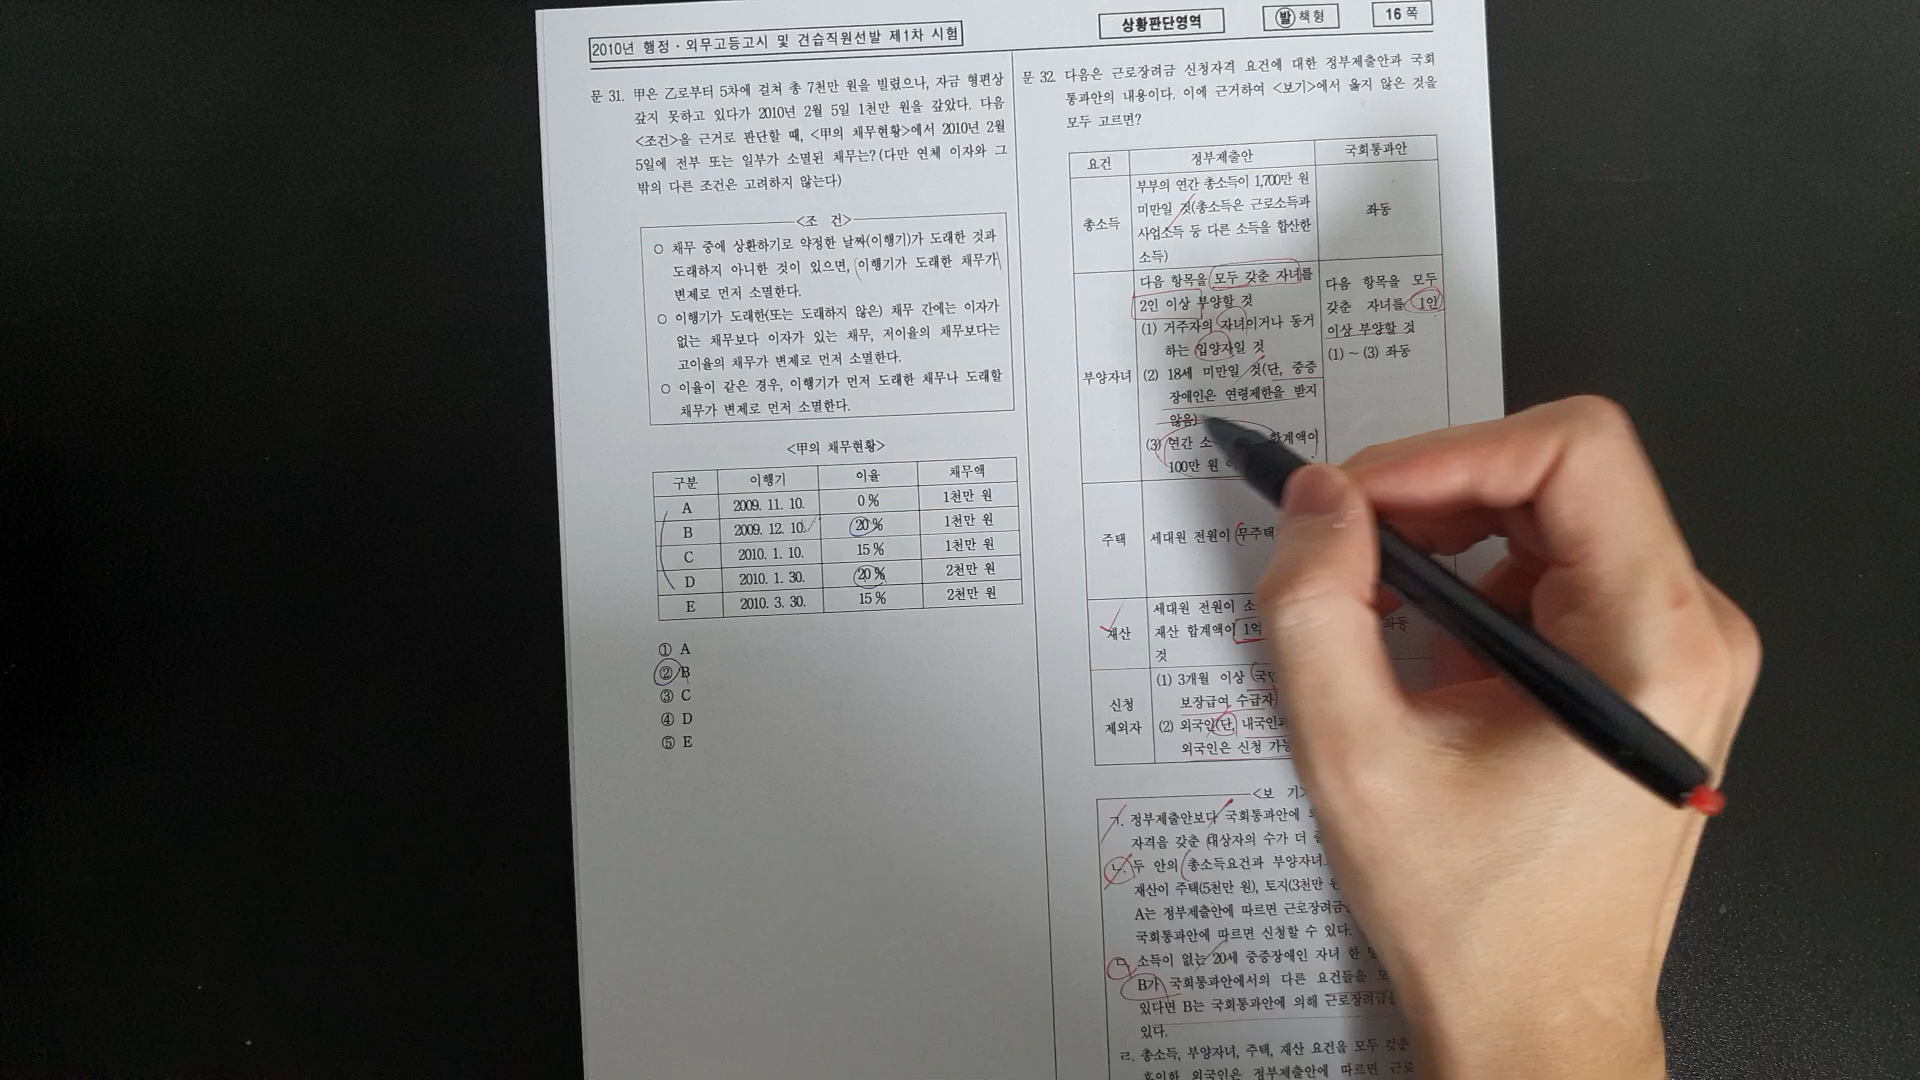 2010년 행정·외무고등고시 및 견습직원선발 제1차 시험
상황판단영역
발 책형
16 쪽
문 31. 甲은 乙로부터 5차에 걸쳐 총 7천만 원을 빌렸으나, 자금 형편상
갚지 못하고 있다가 2010년 2월 5일 1천만 원을 갚았다. 다음
<조건>을 근거로 판단할 때, <甲의 채무현황>에서 2010년 2월
5일에 전부 또는 일부가 소멸된 채무는?(다만 연체 이자와 그
밖의 다른 조건은 고려하지 않는다)
<조 건>
○ 채무 중에 상환하기로 약정한 날짜(이행기)가 도래한 것과
도래하지 아니한 것이 있으면, 이행기가 도래한 채무가
변제로 먼저 소멸한다.
○ 이행기가 도래한(또는 도래하지 않은) 채무 간에는 이자가
없는 채무보다 이자가 있는 채무, 저이율의 채무보다는
고이율의 채무가 변제로 먼저 소멸한다.
○ 이율이 같은 경우, 이행기가 먼저 도래한 채무나 도래할
채무가 변제로 먼저 소멸한다.
<甲의 채무현황>
구분 이행기 이율 채무액
A 2009. 11. 10. 0 % 1천만 원
B 2009. 12. 10. 20 % 1천만 원
C 2010. 1. 10. 15 % 1천만 원
D 2010. 1. 30. 20 % 2천만 원
E 2010. 3. 30. 15 % 2천만 원
① A
② B
③ C
④ D
⑤ E
문 32. 다음은 근로장려금 신청자격 요건에 대한 정부제출안과 국회
통과안의 내용이다. 이에 근거하여 <보기>에서 옳지 않은 것을
모두 고르면?
요건 정부제출안 국회통과안
총소득
부부의 연간 총소득이 1,700만 원
미만일 것(총소득은 근로소득과
사업소득 등 다른 소득을 합산한
소득)
좌동
부양자녀
다음 항목을 모두 갖춘 자녀를
2인 이상 부양할 것
(1) 거주자의 자녀이거나 동거
하는 입양자일 것
(2) 18세 미만일 것(단, 중증
장애인은 연령제한을 받지
않음)
(3) 연간 소 합계액이
100만 원
다음 항목을 모두
갖춘 자녀를 1인
이상 부양할 것
(1) ~ (3) 좌동
주택
세대원 전원이 무주택
재산
세대원 전원이 소
재산 합계액이 1억
것
좌동
신청
제외자
(1) 3개월 이상
보장급여 수급자
(2) 외국인(단, 내국인
외국인은 신청
<보 기>
ㄱ. 정부제출안보다 국회통과안에
자격을 갖춘 대상자의 수가 더
ㄴ. 두 안의 총소득요건과 부양자녀
재산이 주택(5천만 원), 토지(3천만
A는 정부제출안에 따르면 근로장려금
국회통과안에 따르면 신청할 수 있다.
ㄷ. 소득이 없는 20세 중증장애인 자녀 한
B가 국회통과안에서의 다른 요건들을
있다면 B는 국회통과안에 의해 근로장려금
있다.
ㄹ. 총소득, 부양자녀, 주택, 재산 요건을 모두 갖춘
혼인한 외국인은 정부제출안에 따르면 근로